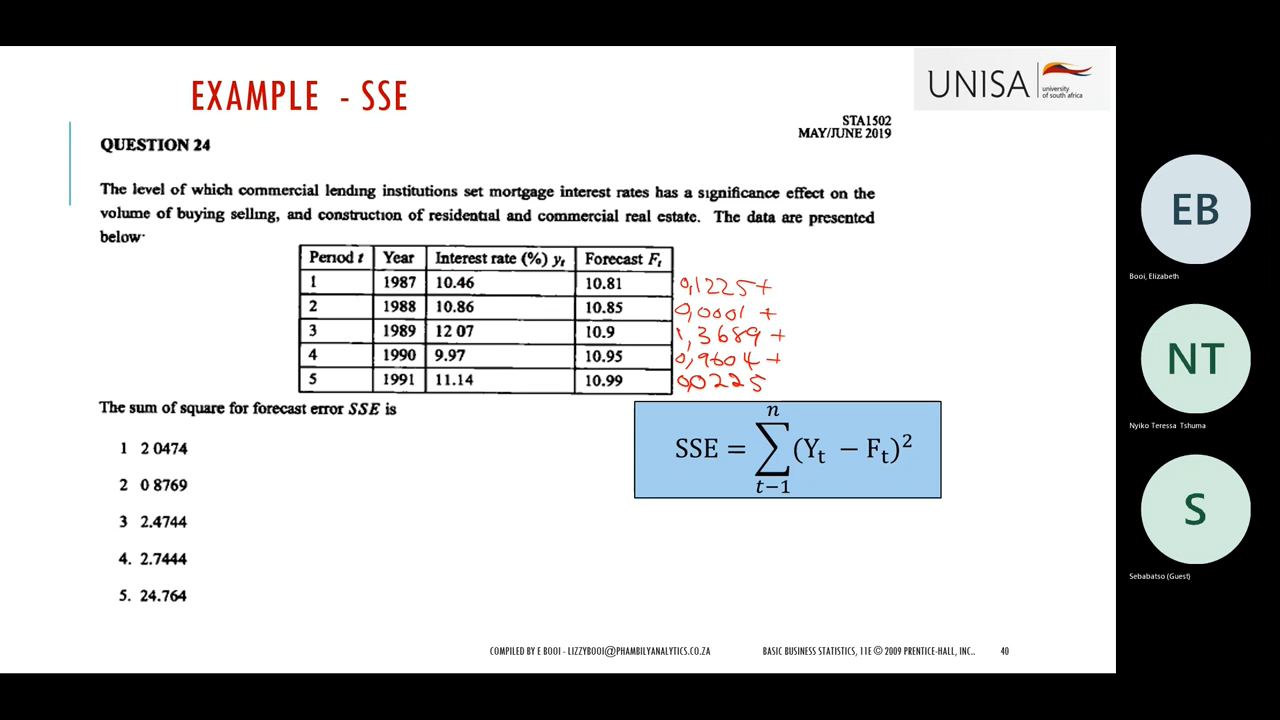 EXAMPLE - SSE
UNISA
university
of south africa
STA1502
MAY/JUNE 2019
QUESTION 24
The level of which commercial lending institutions set mortgage interest rates has a significance effect on the
volume of buying selling, and construction of residential and commercial real estate. The data are presented
below
Period t Year Interest rate (%) yt Forecast Ft
1 1987 10.46 10.81 0,1225+
2 1988 10.86 10.85 0,0001 +
3 1989 12 07 10.9 1,3689 +
4 1990 9.97 10.95 0,9604 +
5 1991 11.14 10.99 0,0225
The sum of square for forecast error SSE is
n
SSE = ∑ (Yt − Ft)2
t−1
1 2 0474
2 0 8769
3 2.4744
4. 2.7444
5. 24.764
COMPILED BY E BOOI - LIZZYBOOI@PHAMBILYANALYTICS.CO.ZA BASIC BUSINESS STATISTICS, 11E © 2009 PRENTICE-HALL, INC.. 40
EB
Booi, Elizabeth
NT
Nyiko Teressa Tshuma
S
Sebabatso (Guest)